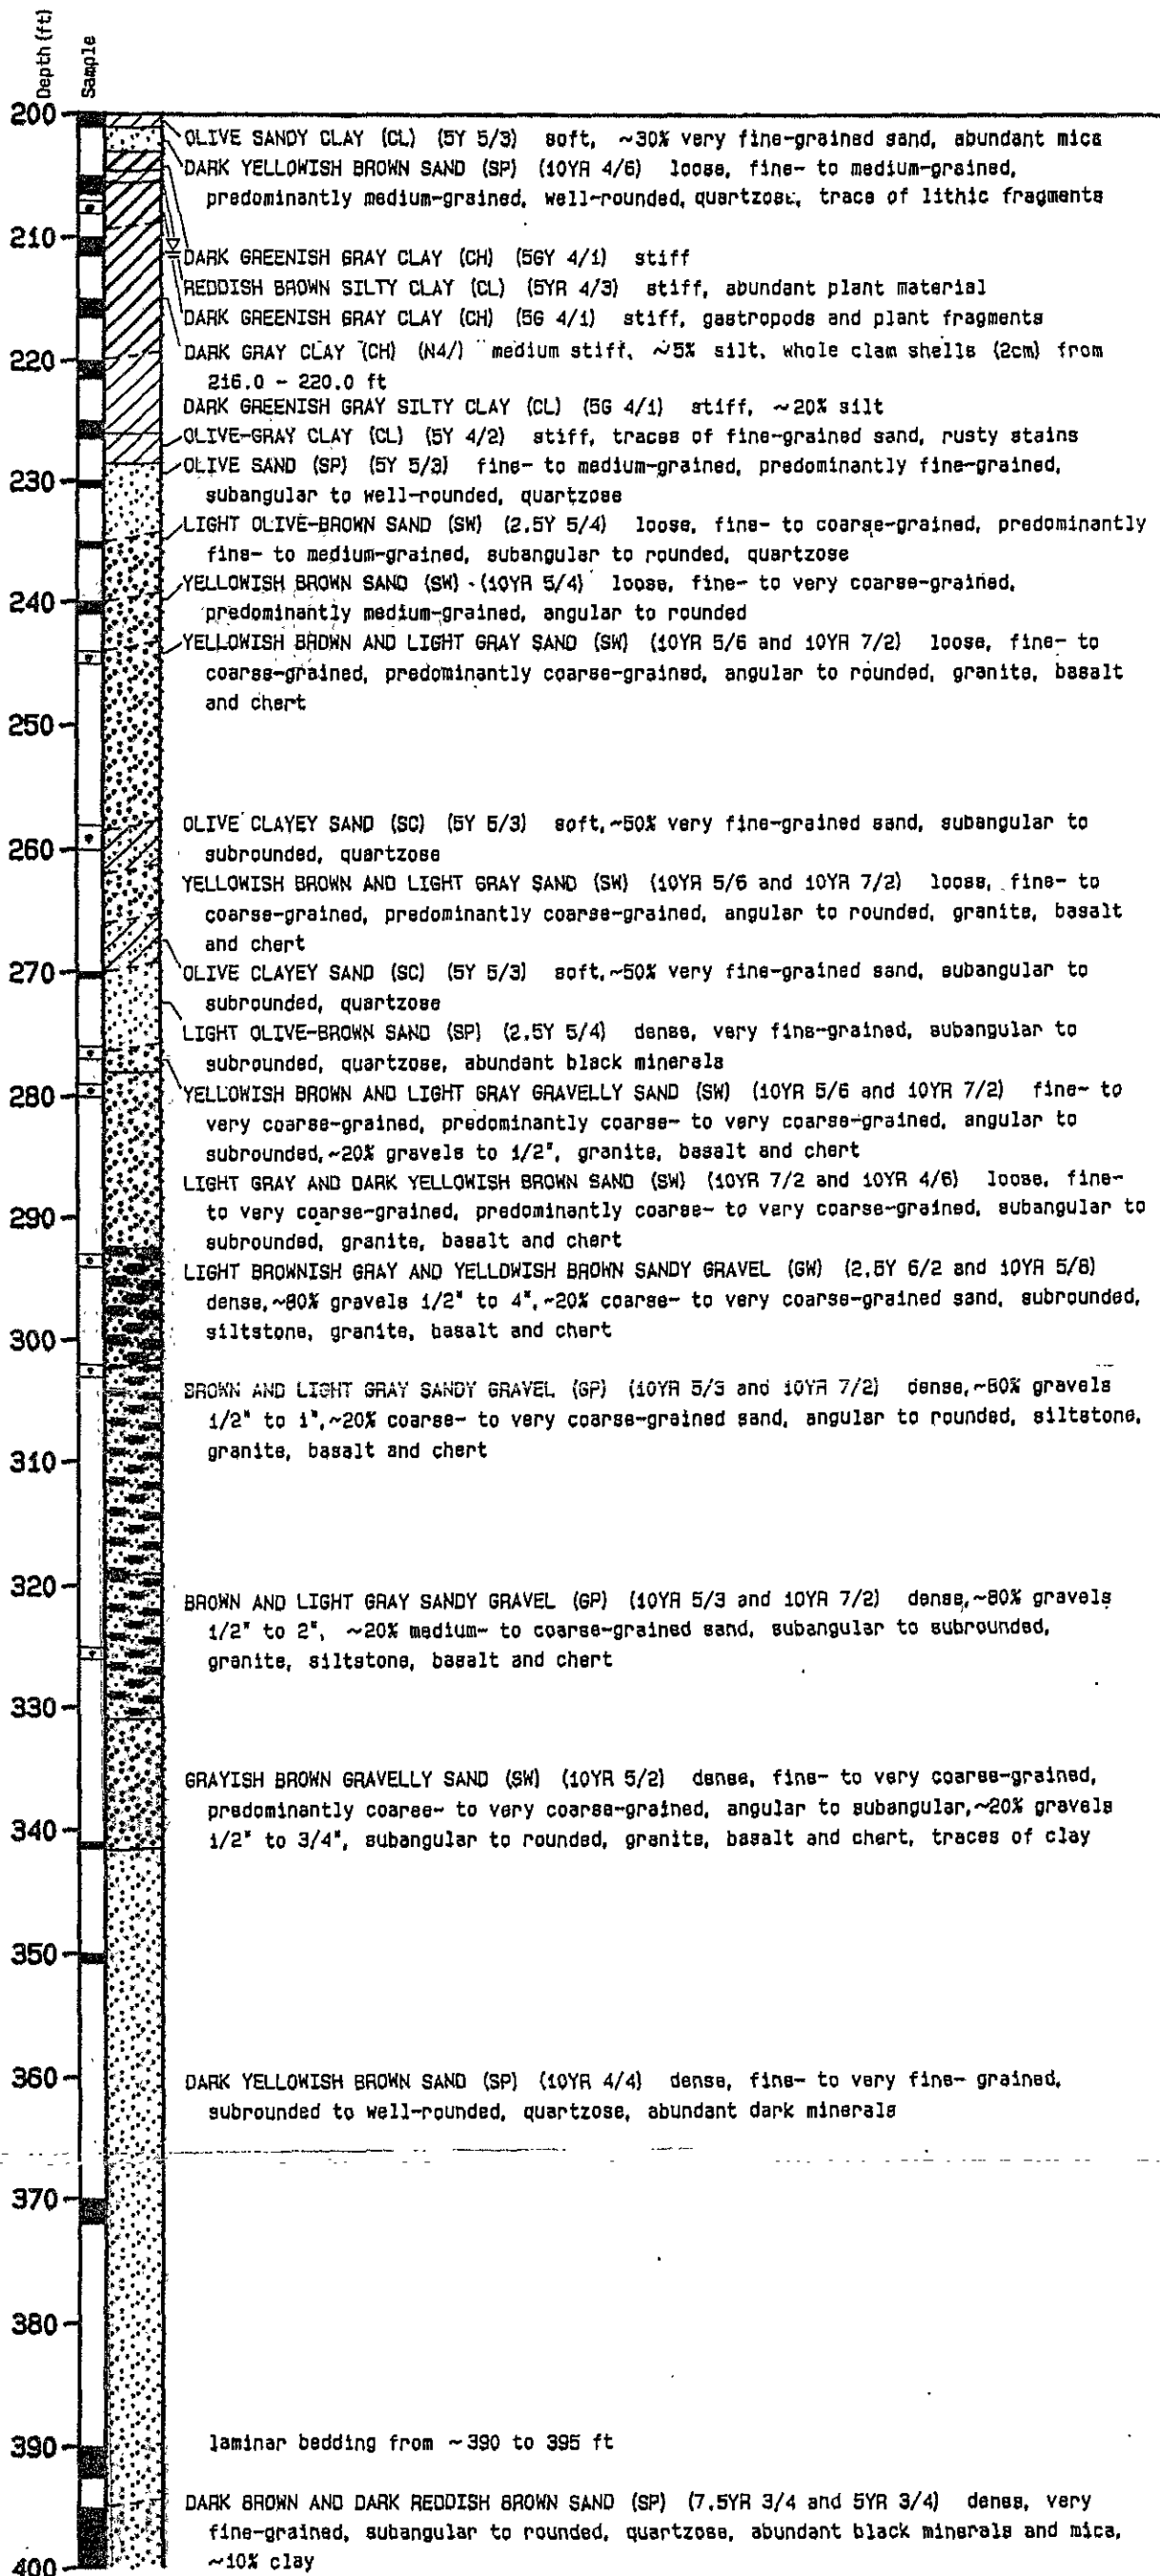 Depth (ft)
Sample
200
OLIVE SANDY CLAY (CL) (5Y 5/3) soft, ~30% very fine-grained sand, abundant mica
DARK YELLOWISH BROWN SAND (SP) (10YR 4/6) loose, fine- to medium-grained,
predominantly medium-grained, well-rounded, quartzose, trace of lithic fragments
210
DARK GREENISH GRAY CLAY (CH) (5GY 4/1) stiff
REDDISH BROWN SILTY CLAY (CL) (5YR 4/3) stiff, abundant plant material
DARK GREENISH GRAY CLAY (CH) (5G 4/1) stiff, gastropods and plant fragments
DARK GRAY CLAY (CH) (N4/) medium stiff, ~5% silt, whole clam shells (2cm) from
220
216.0 - 220.0 ft
DARK GREENISH GRAY SILTY CLAY (CL) (5G 4/1) stiff, ~20% silt
OLIVE-GRAY CLAY (CL) (5Y 4/2) stiff, traces of fine-grained sand, rusty stains
OLIVE SAND (SP) (5Y 5/3) fine- to medium-grained, predominantly fine-grained,
230
subangular to well-rounded, quartzose
LIGHT OLIVE-BROWN SAND (SW) (2.5Y 5/4) loose, fine- to coarse-grained, predominantly
fine- to medium-grained, subangular to rounded, quartzose
YELLOWISH BROWN SAND (SW) (10YR 5/4) loose, fine- to very coarse-grained,
240
predominantly medium-grained, angular to rounded
YELLOWISH BROWN AND LIGHT GRAY SAND (SW) (10YR 5/6 and 10YR 7/2) loose, fine- to
coarse-grained, predominantly coarse-grained, angular to rounded, granite, basalt
and chert
250
OLIVE CLAYEY SAND (SC) (5Y 5/3) soft, ~50% very fine-grained sand, subangular to
260
subrounded, quartzose
YELLOWISH BROWN AND LIGHT GRAY SAND (SW) (10YR 5/6 and 10YR 7/2) loose, fine- to
coarse-grained, predominantly coarse-grained, angular to rounded, granite, basalt
and chert
270
OLIVE CLAYEY SAND (SC) (5Y 5/3) soft, ~50% very fine-grained sand, subangular to
subrounded, quartzose
LIGHT OLIVE-BROWN SAND (SP) (2.5Y 5/4) dense, very fine-grained, subangular to
subrounded, quartzose, abundant black minerals
280
YELLOWISH BROWN AND LIGHT GRAY GRAVELLY SAND (SW) (10YR 5/6 and 10YR 7/2) fine- to
very coarse-grained, predominantly coarse- to very coarse-grained, angular to
subrounded, ~20% gravels to 1/2", granite, basalt and chert
LIGHT GRAY AND DARK YELLOWISH BROWN SAND (SW) (10YR 7/2 and 10YR 4/6) loose, fine-
290
to very coarse-grained, predominantly coarse- to very coarse-grained, subangular to
subrounded, granite, basalt and chert
LIGHT BROWNISH GRAY AND YELLOWISH BROWN SANDY GRAVEL (GW) (2.5Y 6/2 and 10YR 5/8)
dense, ~80% gravels 1/2" to 4", ~20% coarse- to very coarse-grained sand, subrounded,
300
siltstone, granite, basalt and chert
BROWN AND LIGHT GRAY SANDY GRAVEL (GP) (10YR 5/3 and 10YR 7/2) dense, ~80% gravels
1/2" to 1", ~20% coarse- to very coarse-grained sand, angular to rounded, siltstone,
310
granite, basalt and chert
320
BROWN AND LIGHT GRAY SANDY GRAVEL (GP) (10YR 5/3 and 10YR 7/2) dense, ~80% gravels
1/2" to 2", ~20% medium- to coarse-grained sand, subangular to subrounded,
granite, siltstone, basalt and chert
330
GRAYISH BROWN GRAVELLY SAND (SW) (10YR 5/2) dense, fine- to very coarse-grained,
predominantly coarse- to very coarse-grained, angular to subangular, ~20% gravels
340
1/2" to 3/4", subangular to rounded, granite, basalt and chert, traces of clay
350
360
DARK YELLOWISH BROWN SAND (SP) (10YR 4/4) dense, fine- to very fine- grained,
subrounded to well-rounded, quartzose, abundant dark minerals
370
380
390
laminar bedding from ~390 to 395 ft
DARK BROWN AND DARK REDDISH BROWN SAND (SP) (7.5YR 3/4 and 5YR 3/4) dense, very
fine-grained, subangular to rounded, quartzose, abundant black minerals and mica,
400
~10% clay